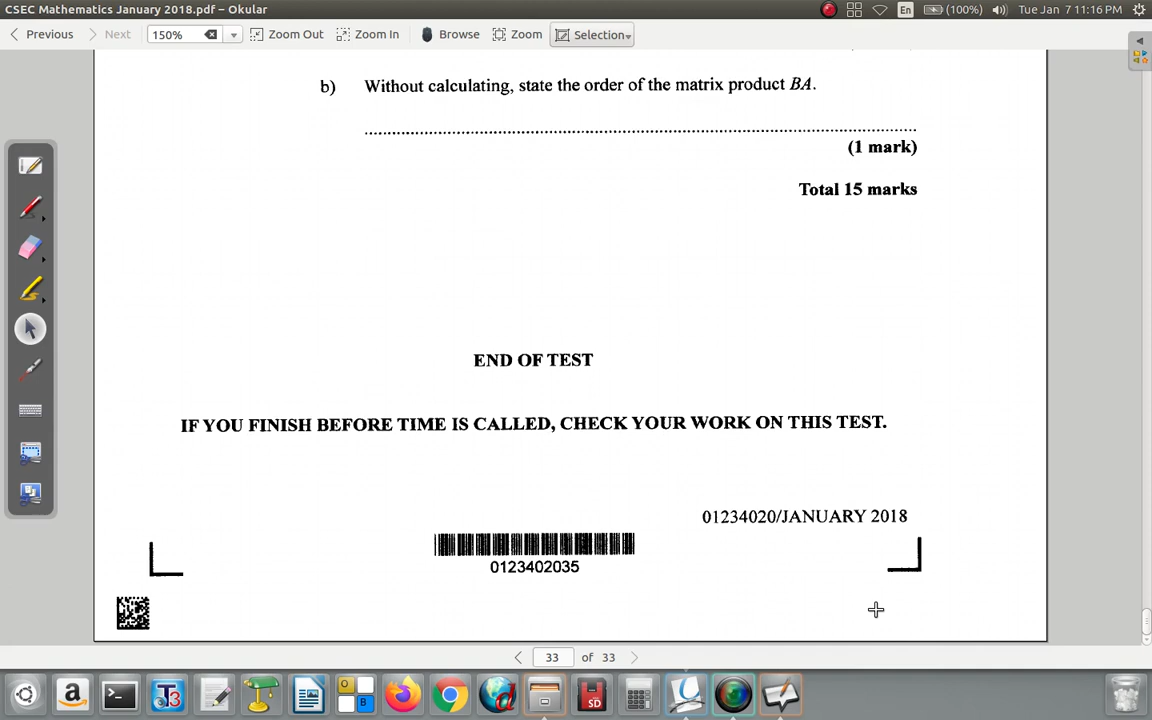 CSEC Mathematics January 2018.pdf – Okular
En (100%) Tue Jan 7 11:16 PM
Previous Next 150% Zoom Out Zoom In Browse Zoom Selection
b) Without calculating, state the order of the matrix product BA.
(1 mark)
Total 15 marks
END OF TEST
IF YOU FINISH BEFORE TIME IS CALLED, CHECK YOUR WORK ON THIS TEST.
01234020/JANUARY 2018
0123402035
33 of 33